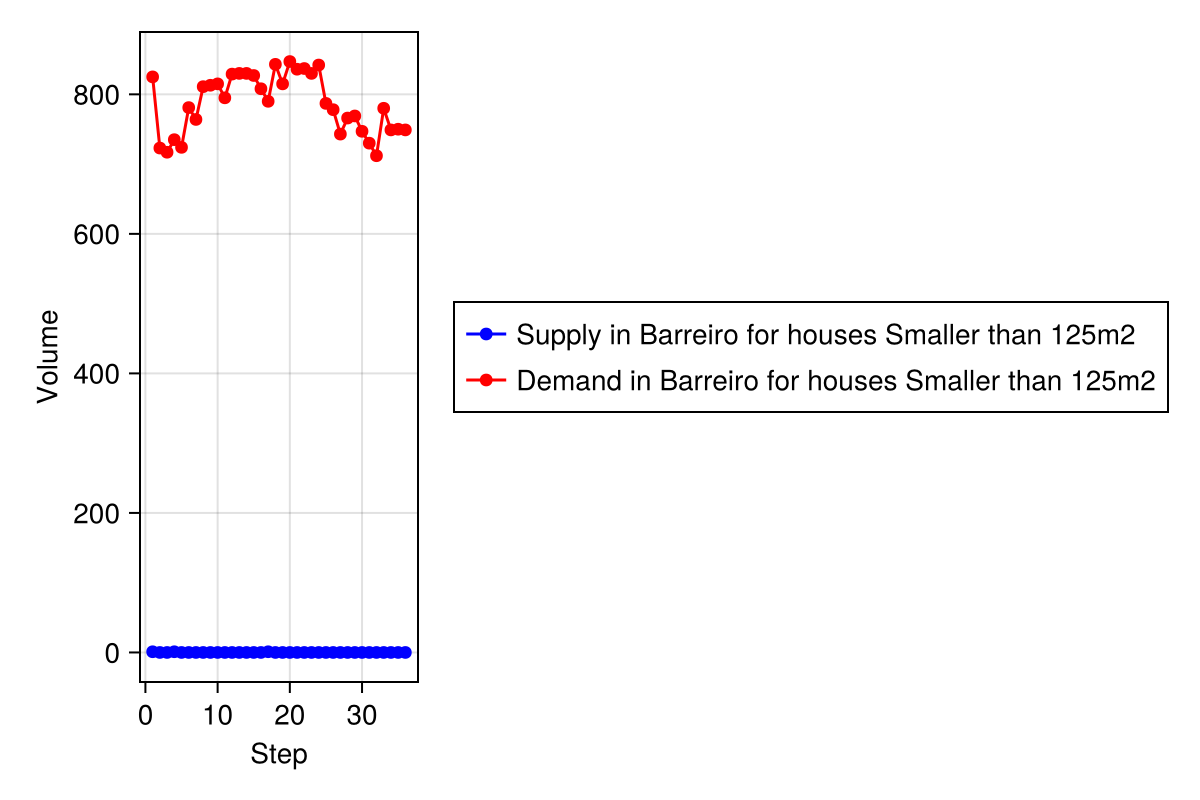 800
600
400
200
0
Volume
0 10 20 30
Step
Supply in Barreiro for houses Smaller than 125m2
Demand in Barreiro for houses Smaller than 125m2